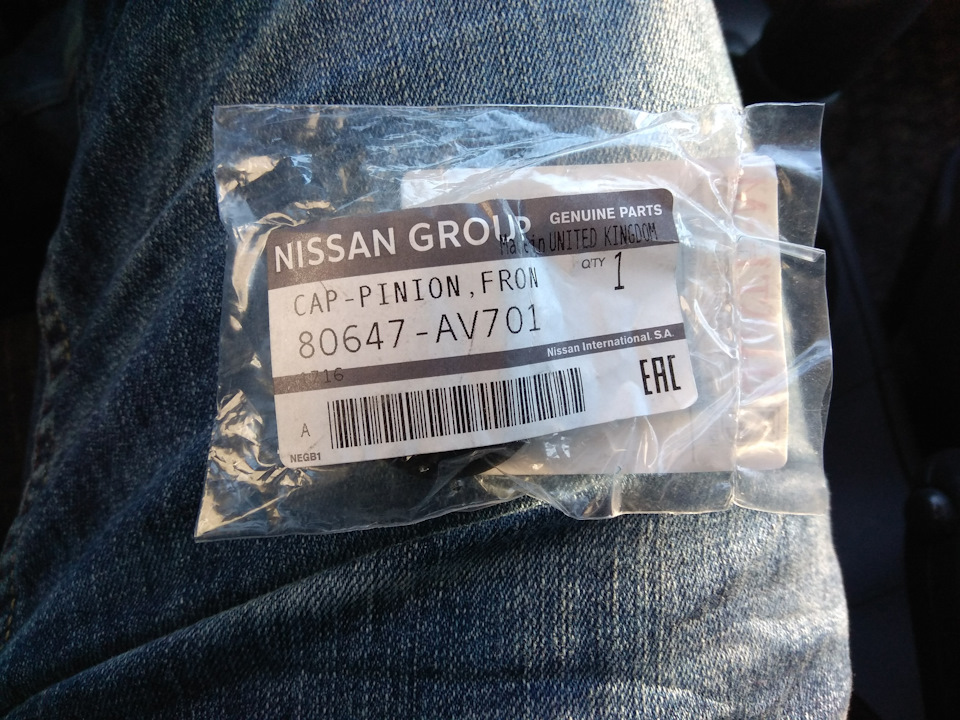 NISSAN GROUP
GENUINE PARTS
Made in UNITED KINGDOM
CAP-PINION,FRON
QTY 1
80647-AV701
Nissan International S.A.
1716
EAC
A
NEGB1